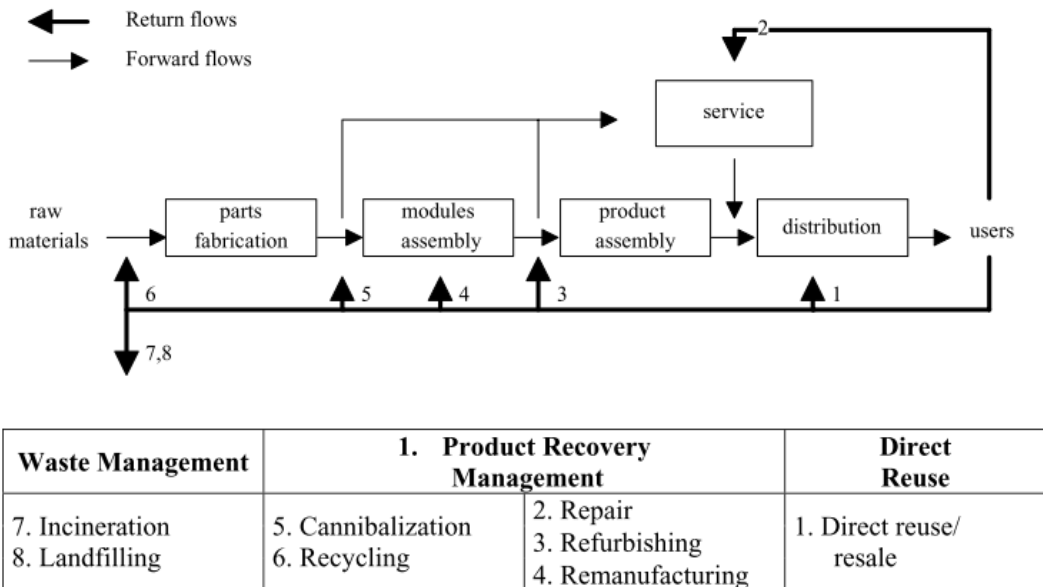 Return flows
Forward flows
2
service
raw
materials
parts
fabrication
modules
assembly
product
assembly
distribution
users
6
5
4
3
1
7,8
Waste Management
1. Product Recovery
Management
Direct
Reuse
7. Incineration
8. Landfilling
5. Cannibalization
6. Recycling
2. Repair
3. Refurbishing
4. Remanufacturing
1. Direct reuse/
resale